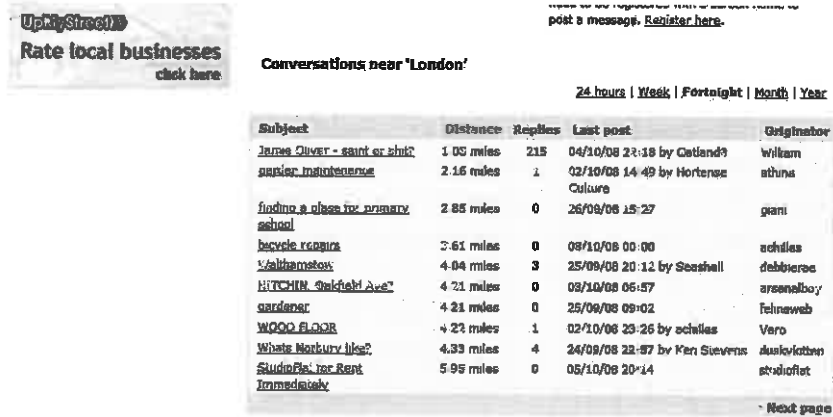 UpMyStreet
Rate local businesses
click here
post a message. Register here.
Conversations near 'London'
24 hours | Week | Fortnight | Month | Year
Subject Distance Replies Last post Originator
Jamie Oliver - saint or shit? 1.05 miles 215 04/10/08 22:18 by William
maintenance 2.16 miles 1 02/10/08 14:49 by Hortense
Culture
finding a place for primary 2.85 miles 0 26/09/08 15:27
school
bicycle repairs 3.61 miles 0 08/10/08 00:00 achilles
Walthamstow 4.04 miles 3 25/09/08 20:12 by Seashell debbierae
HITCHIN, Oakfield Ave? 4.21 miles 0 03/10/08 06:57 arsenalboy
gardener 4.21 miles 0 25/09/08 09:02 felineweb
WOOD FLOOR 4.22 miles 1 02/10/08 23:26 by achilles Vero
Whats Norbury like? 4.33 miles 4 24/09/08 22:57 by Ken Stevens
Studioflat for Rent 5.95 miles 0 05/10/08 20:14 studioflat
Immediately
Next page